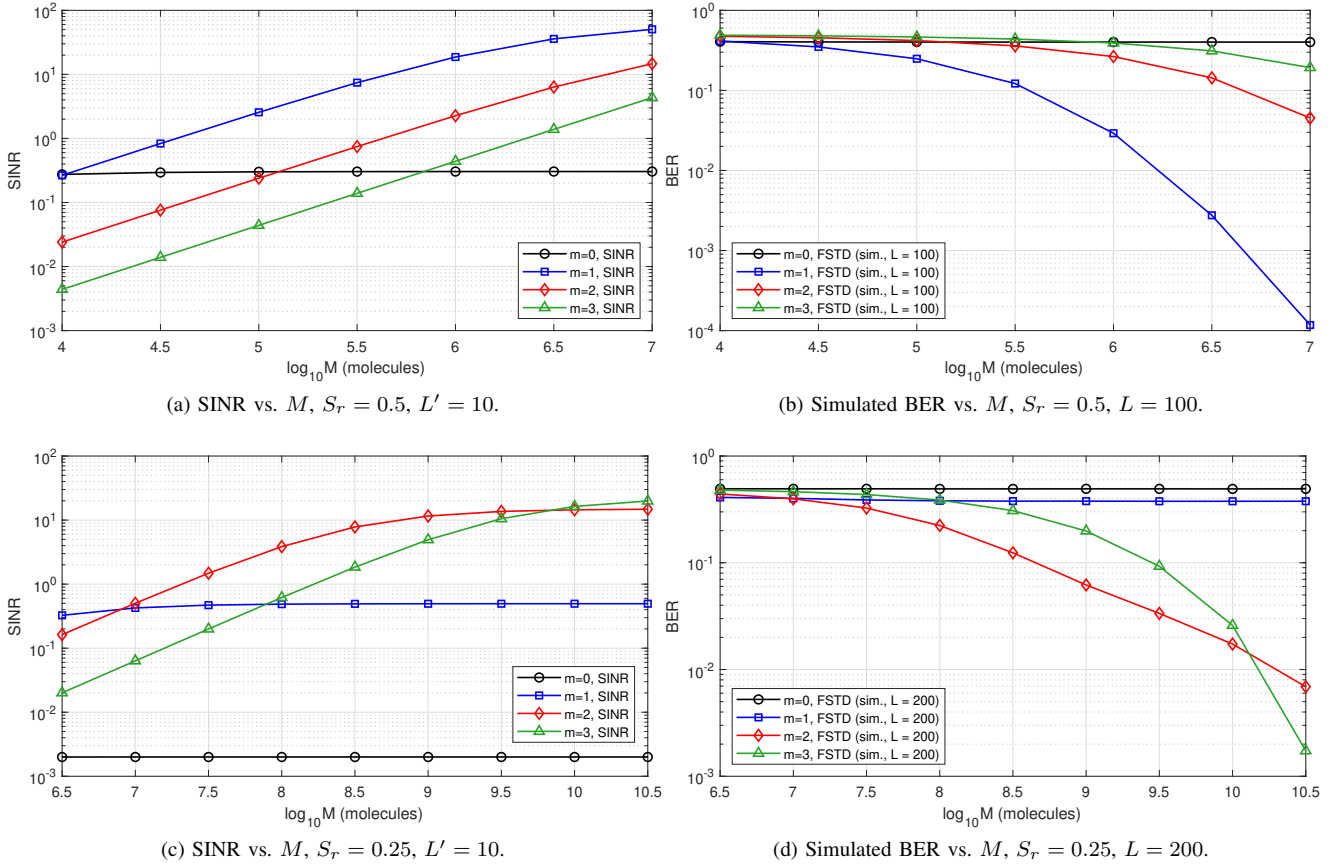 10^2
10^1
10^0
10^-1
10^-2
10^-3
SINR
m=0, SINR
m=1, SINR
m=2, SINR
m=3, SINR
4 4.5 5 5.5 6 6.5 7
log10M (molecules)
(a) SINR vs. M, S_r = 0.5, L′ = 10.
10^0
10^-1
10^-2
10^-3
10^-4
BER
m=0, FSTD (sim., L = 100)
m=1, FSTD (sim., L = 100)
m=2, FSTD (sim., L = 100)
m=3, FSTD (sim., L = 100)
4 4.5 5 5.5 6 6.5 7
log10M (molecules)
(b) Simulated BER vs. M, S_r = 0.5, L = 100.
10^2
10^1
10^0
10^-1
10^-2
10^-3
SINR
m=0, SINR
m=1, SINR
m=2, SINR
m=3, SINR
6.5 7 7.5 8 8.5 9 9.5 10 10.5
log10M (molecules)
(c) SINR vs. M, S_r = 0.25, L′ = 10.
10^0
10^-1
10^-2
10^-3
BER
m=0, FSTD (sim., L = 200)
m=1, FSTD (sim., L = 200)
m=2, FSTD (sim., L = 200)
m=3, FSTD (sim., L = 200)
6.5 7 7.5 8 8.5 9 9.5 10 10.5
log10M (molecules)
(d) Simulated BER vs. M, S_r = 0.25, L = 200.